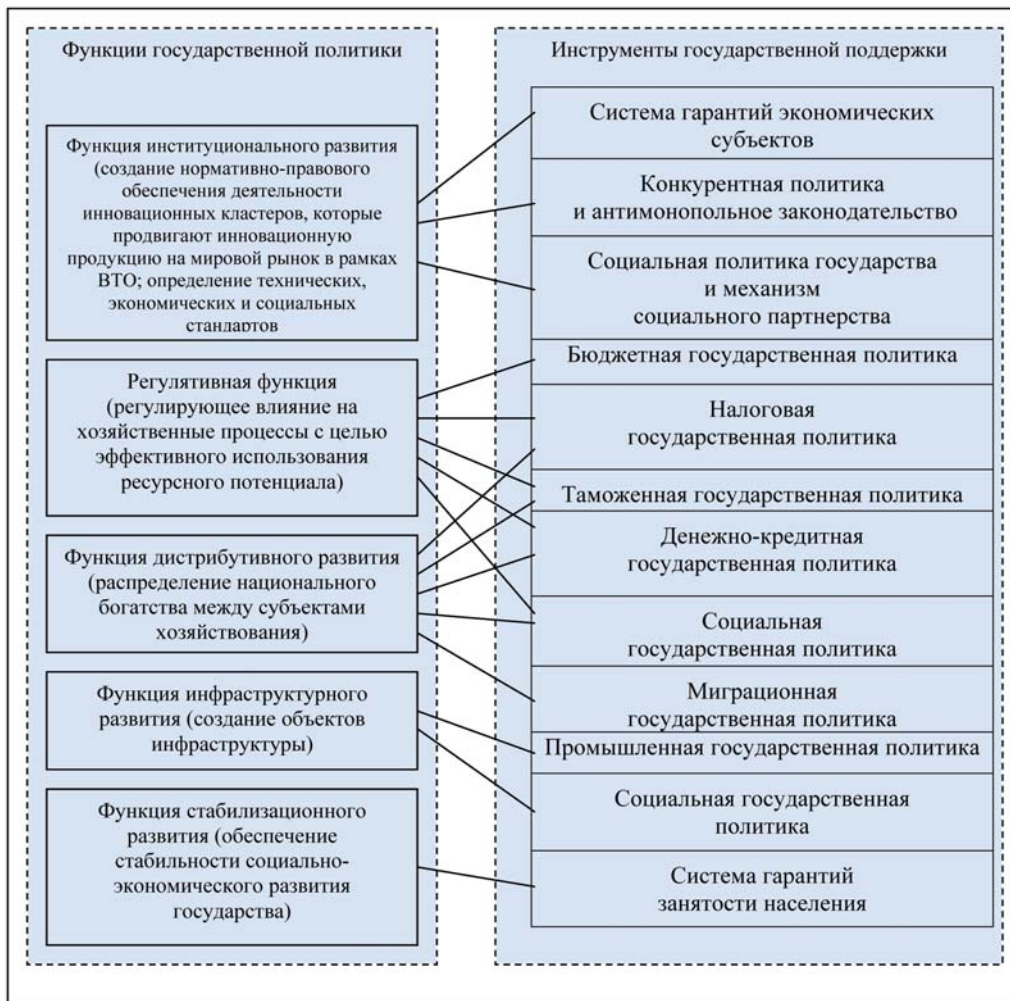 Функции государственной политики
Функция институционального развития
(создание нормативно-правового
обеспечения деятельности
инновационных кластеров, которые
продвигают инновационную
продукцию на мировой рынок в рамках
ВТО; определение технических,
экономических и социальных
стандартов
Регулятивная функция
(регулирующее влияние на
хозяйственные процессы с целью
эффективного использования
ресурсного потенциала)
Функция дистрибутивного развития
(распределение национального
богатства между субъектами
хозяйствования)
Функция инфраструктурного
развития (создание объектов
инфраструктуры)
Функция стабилизационного
развития (обеспечение
стабильности социально-
экономического развития
государства)
Инструменты государственной поддержки
Система гарантий экономических
субъектов
Конкурентная политика
и антимонопольное законодательство
Социальная политика государства
и механизм
социального партнерства
Бюджетная государственная политика
Налоговая
государственная политика
Таможенная государственная политика
Денежно-кредитная
государственная политика
Социальная
государственная политика
Миграционная
государственная политика
Промышленная государственная политика
Социальная государственная
политика
Система гарантий
занятости населения